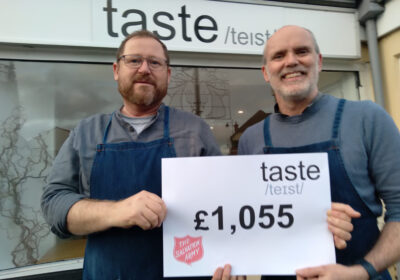 taste /teɪst/
taste
/teɪst/
£1,055
THE
SALVATION
ARMY